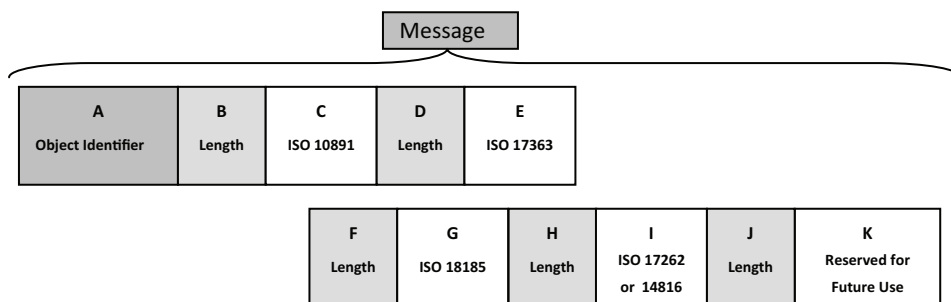 Message
A B C D E
Object Identifier Length ISO 10891 Length ISO 17363
F G H I J K
Length ISO 18185 Length ISO 17262 or 14816 Length Reserved for Future Use